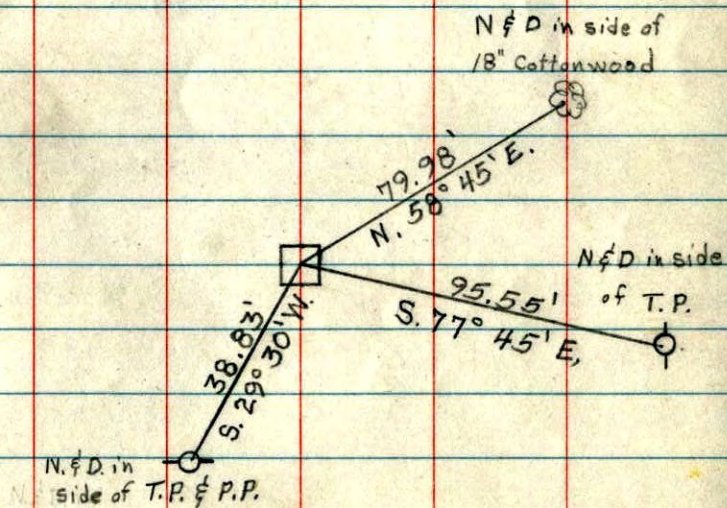 N & D in side of
18" Cottonwood
79.98'
N. 58° 45' E.
N & D in side
of T.P.
95.55'
S. 77° 45' E,
38.83'
S. 29° 30' W.
N. & D. in
side of T.P. & P.P.